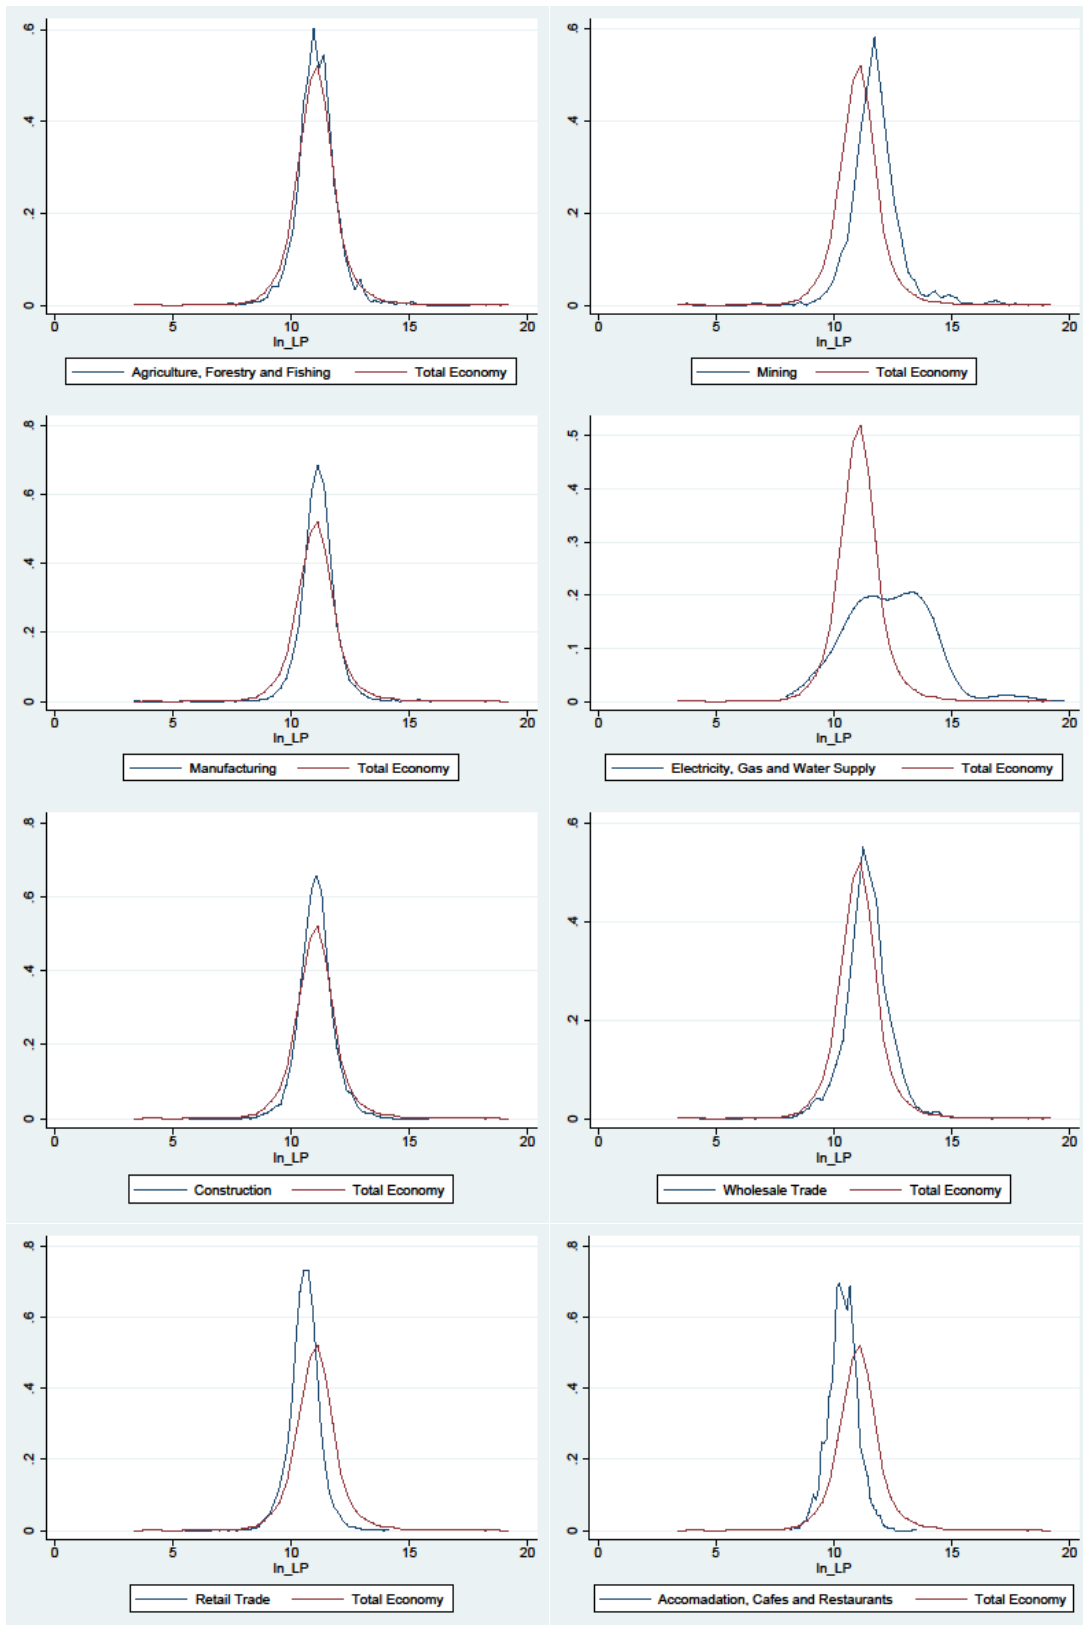 .6
.4
.2
0
0 5 10 15 20
ln_LP
Agriculture, Forestry and Fishing Total Economy
.6
.4
.2
0
0 5 10 15 20
ln_LP
Mining Total Economy
.8
.6
.4
.2
0
0 5 10 15 20
ln_LP
Manufacturing Total Economy
.5
.4
.3
.2
.1
0
0 5 10 15 20
ln_LP
Electricity, Gas and Water Supply Total Economy
.8
.6
.4
.2
0
0 5 10 15 20
ln_LP
Construction Total Economy
.6
.4
.2
0
0 5 10 15 20
ln_LP
Wholesale Trade Total Economy
.8
.6
.4
.2
0
0 5 10 15 20
ln_LP
Retail Trade Total Economy
.8
.6
.4
.2
0
0 5 10 15 20
ln_LP
Accomadation, Cafes and Restaurants Total Economy